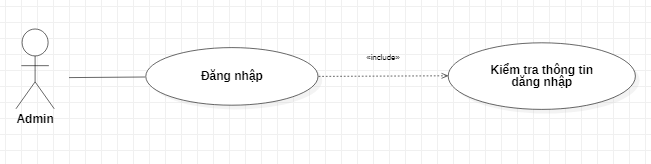 «include»
Đăng nhập
Kiểm tra thông tin
đăng nhập
Admin